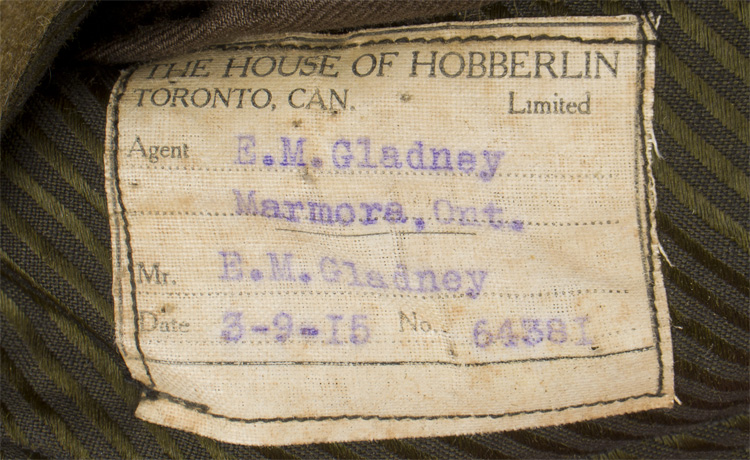 THE HOUSE OF HOBBERLIN
TORONTO, CAN. Limited
Agent E.M.Gladney
Marmora,Ont.
Mr. E.M.Gladney
Date 3-9-15 No. 64381